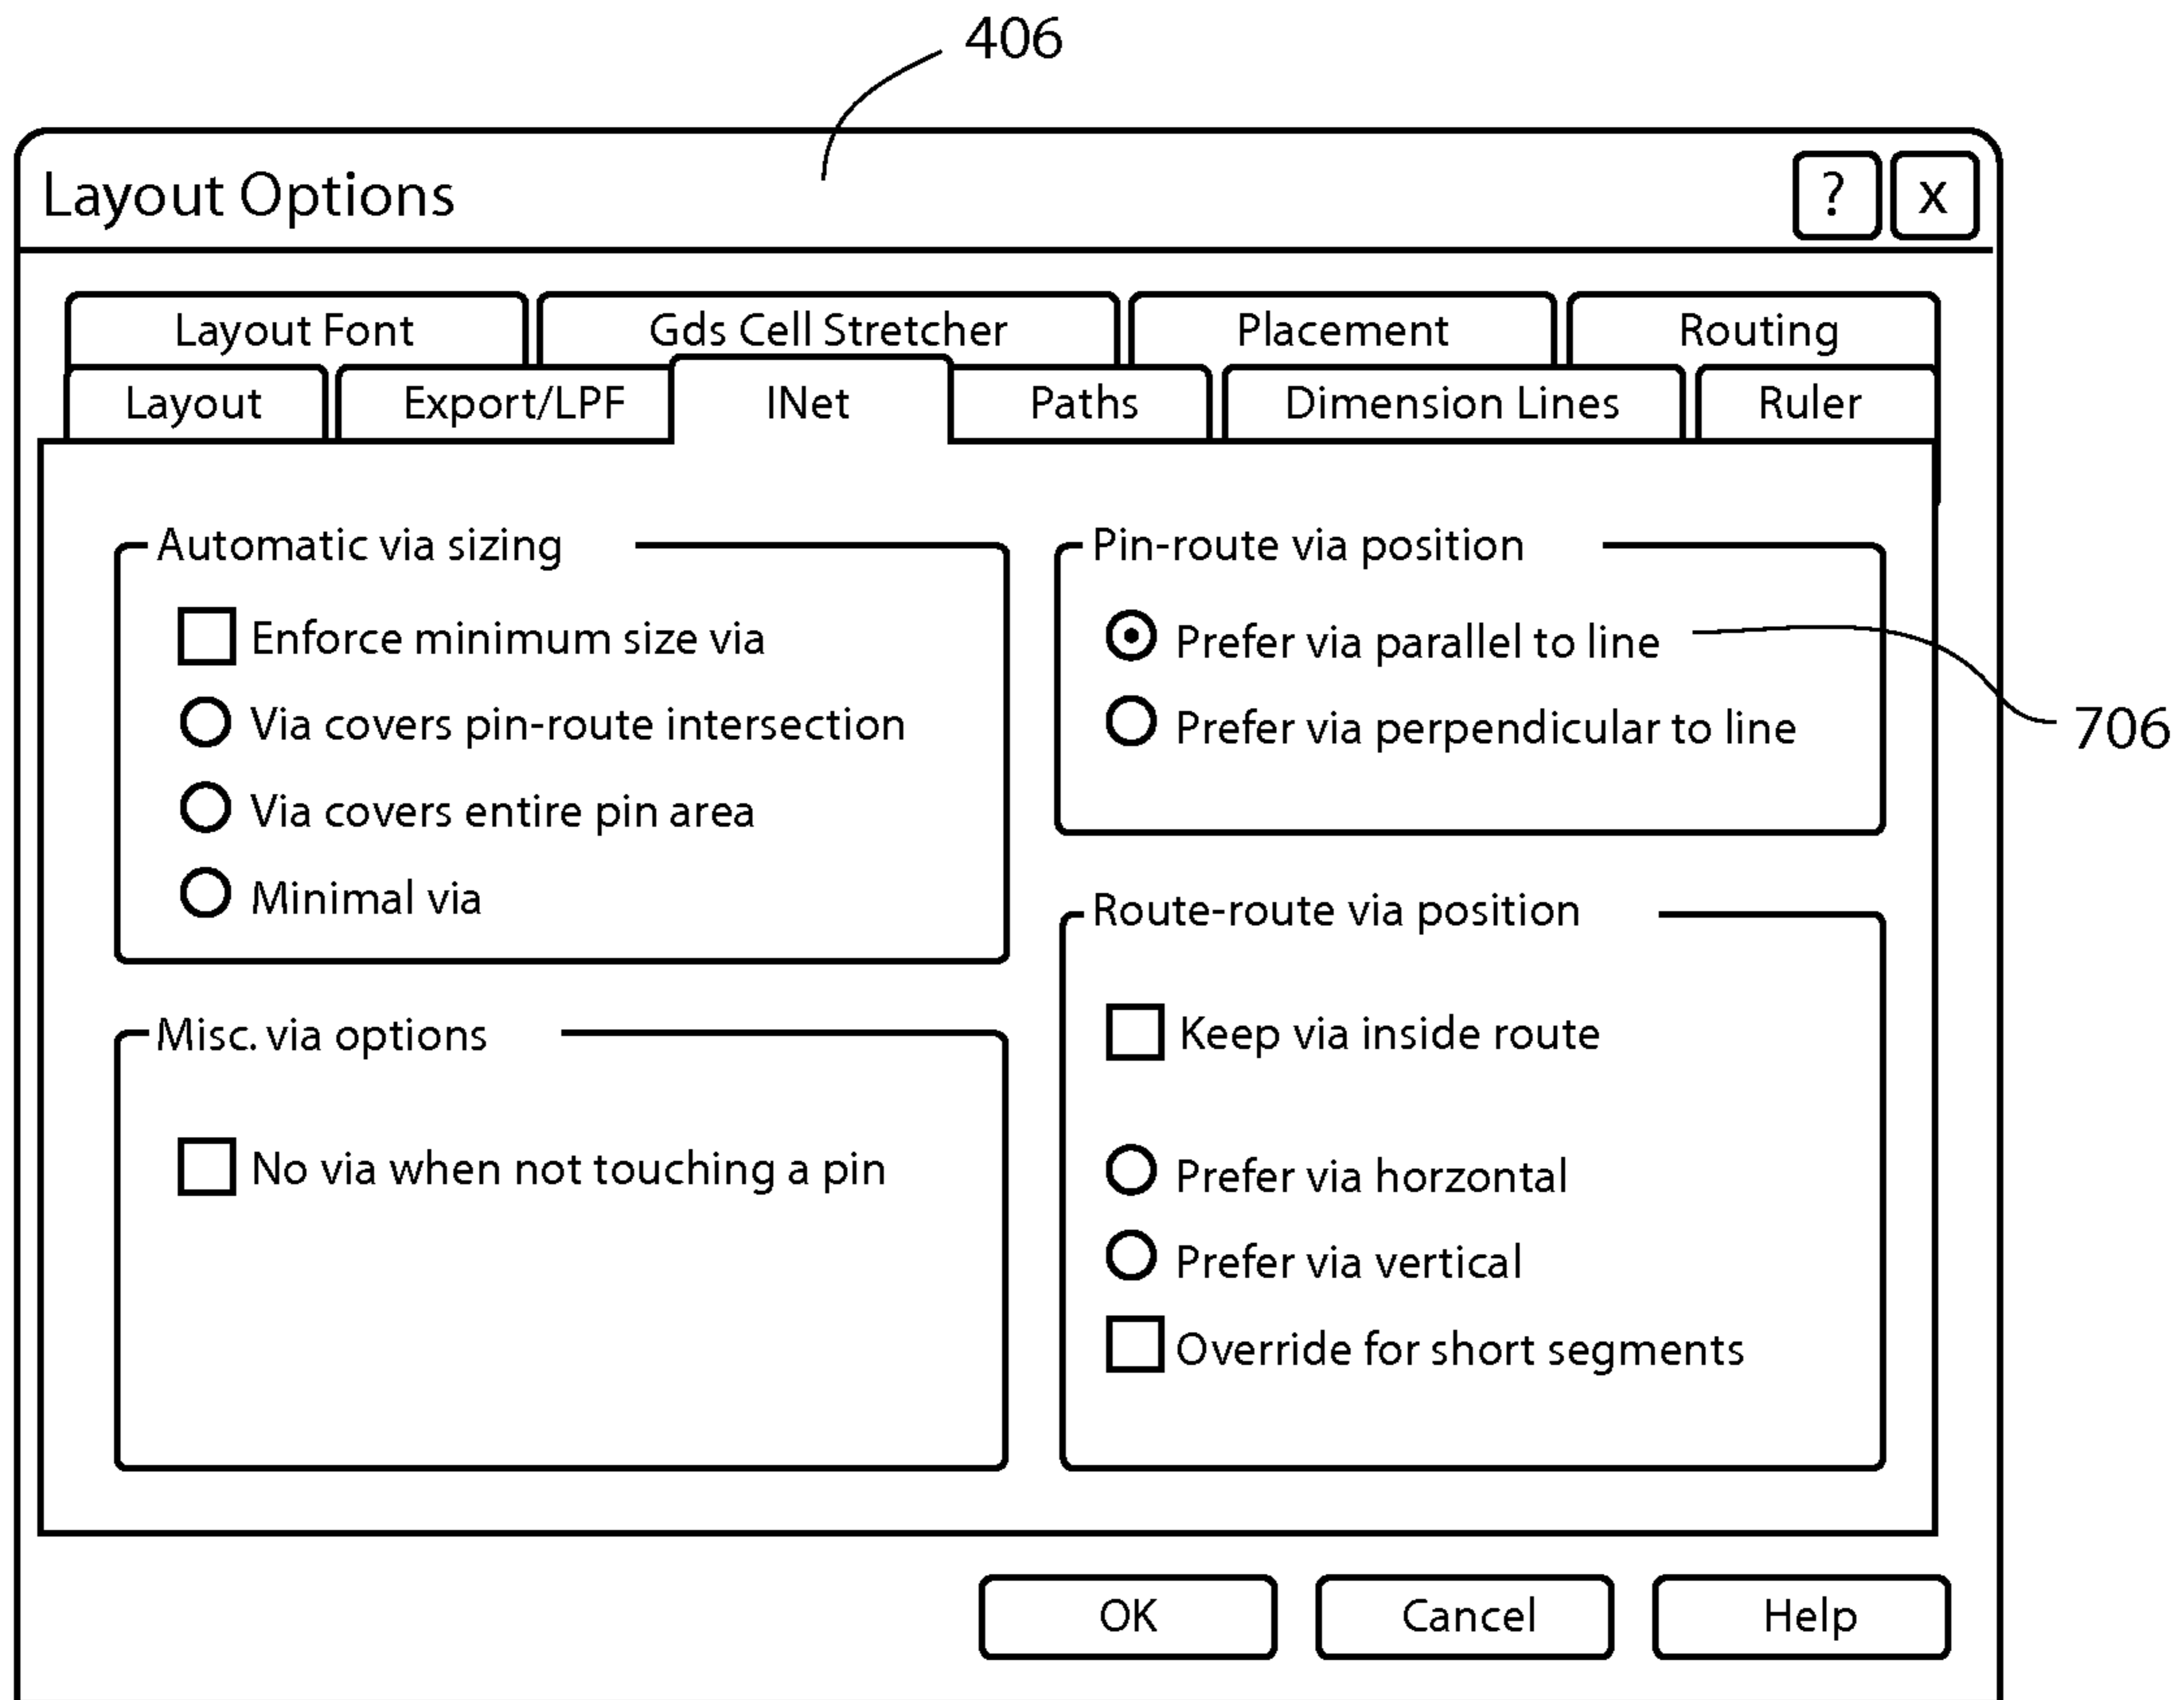 406
Layout Options
? x
Layout Font Gds Cell Stretcher Placement Routing
Layout Export/LPF INet Paths Dimension Lines Ruler
Automatic via sizing
Enforce minimum size via
Via covers pin-route intersection
Via covers entire pin area
Minimal via
Pin-route via position
Prefer via parallel to line
Prefer via perpendicular to line
706
Misc. via options
No via when not touching a pin
Route-route via position
Keep via inside route
Prefer via horzontal
Prefer via vertical
Override for short segments
OK Cancel Help